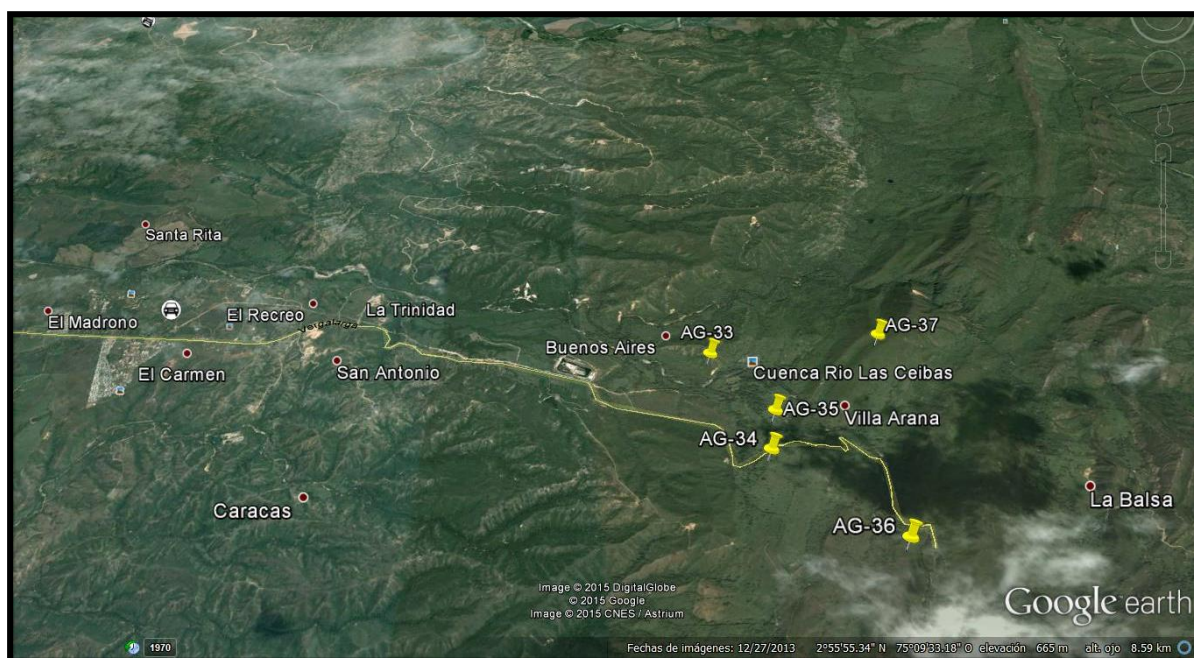 Santa Rita
El Madrono
El Recreo
La Trinidad
El Carmen
San Antonio
Buenos Aires
AG-33
AG-37
Cuenca Rio Las Ceibas
AG-35
Villa Arana
AG-34
Caracas
La Balsa
AG-36
Image © 2015 DigitalGlobe
© 2015 Google
Image © 2015 CNES / Astrium
Google earth
1970
Fechas de imágenes: 12/27/2013 2°55'55.34" N 75°09'33.18" O elevación 665 m alt. ojo 8.59 km